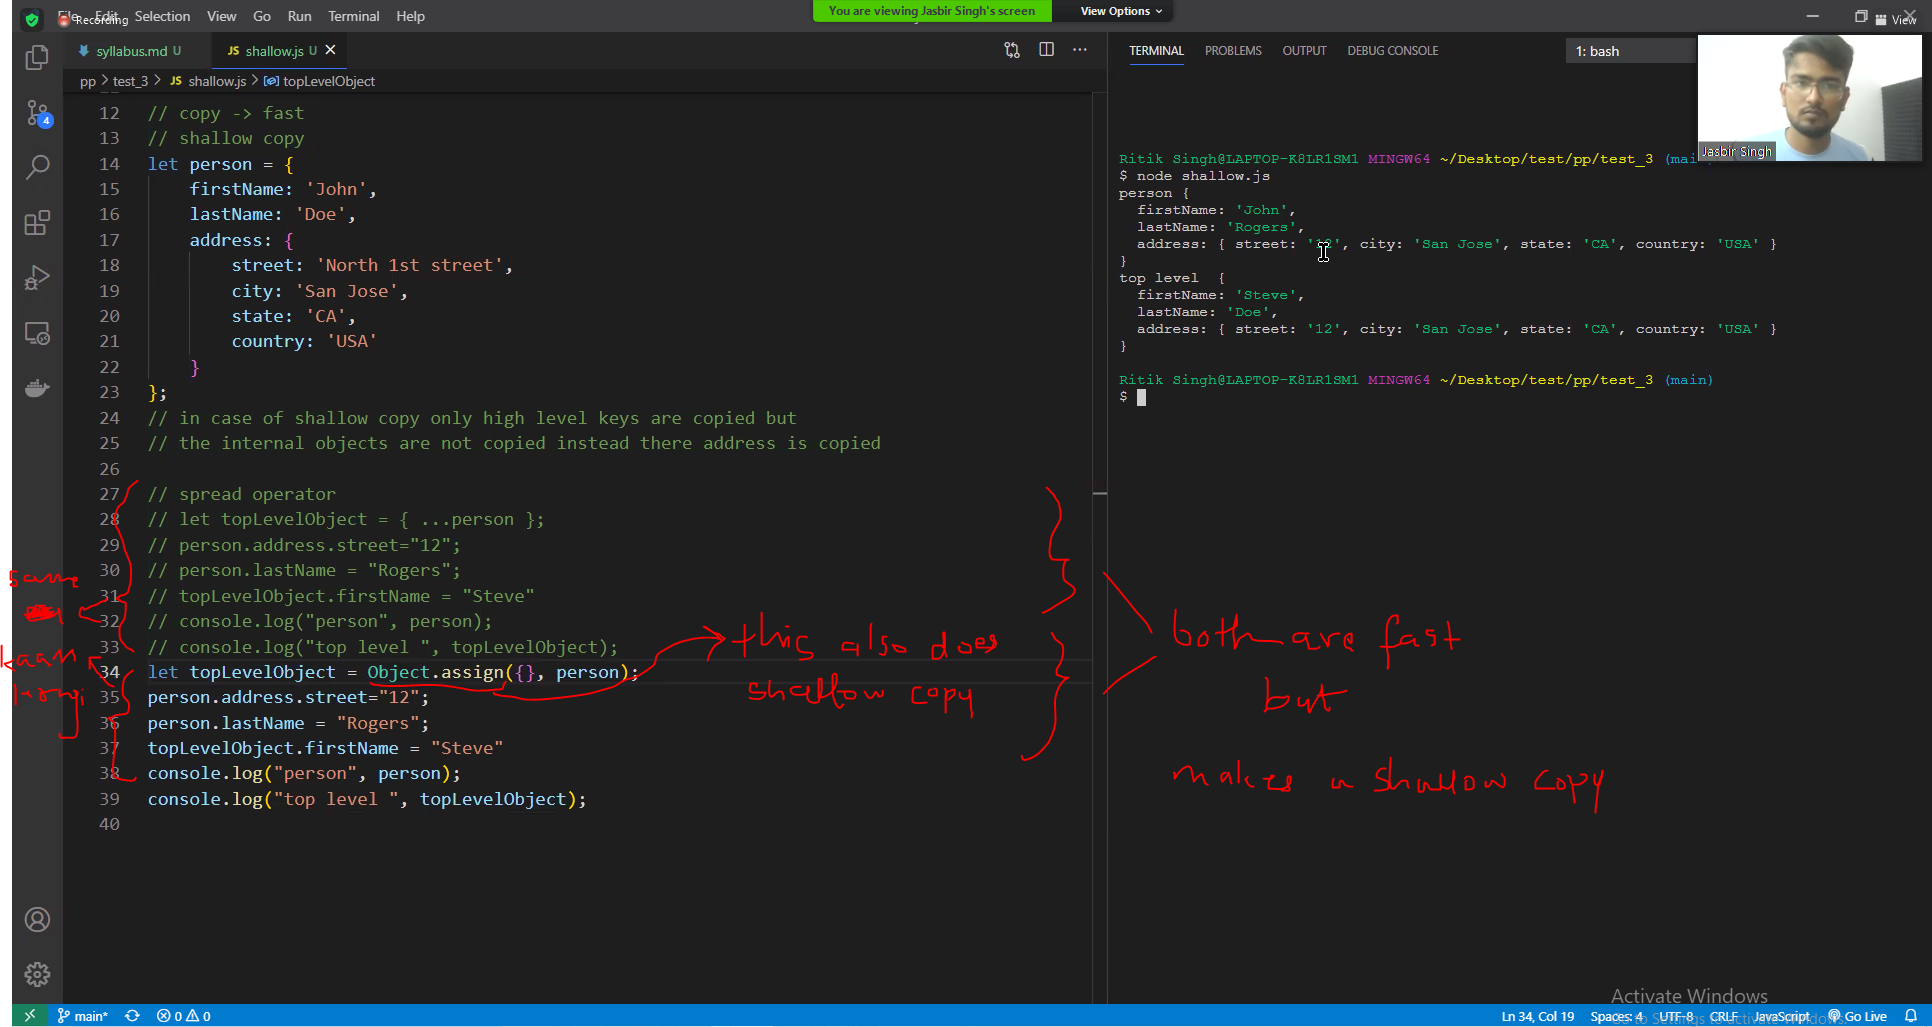 File Edit Selection View Go Run Terminal Help
Recording
You are viewing Jasbir Singh's screen
View Options
View
syllabus.md U
JS shallow.js U
TERMINAL PROBLEMS OUTPUT DEBUG CONSOLE
1: bash
pp > test_3 > JS shallow.js > topLevelObject
12 // copy -> fast
13 // shallow copy
14 let person = {
15 firstName: 'John',
16 lastName: 'Doe',
17 address: {
18 street: 'North 1st street',
19 city: 'San Jose',
20 state: 'CA',
21 country: 'USA'
22 }
23 };
24 // in case of shallow copy only high level keys are copied but
25 // the internal objects are not copied instead there address is copied
26
27 // spread operator
28 // let topLevelObject = { ...person };
29 // person.address.street="12";
30 // person.lastName = "Rogers";
31 // topLevelObject.firstName = "Steve"
32 // console.log("person", person);
33 // console.log("top level ", topLevelObject);
34 let topLevelObject = Object.assign({}, person);
35 person.address.street="12";
36 person.lastName = "Rogers";
37 topLevelObject.firstName = "Steve"
38 console.log("person", person);
39 console.log("top level ", topLevelObject);
40
4
same
kaam
this also does
shallow copy
both are fast
but
makes a shallow copy
Jasbir Singh
Ritik Singh@LAPTOP-K8LR1SM1 MINGW64 ~/Desktop/test/pp/test_3 (main)
$ node shallow.js
person {
firstName: 'John',
lastName: 'Rogers',
address: { street: '12', city: 'San Jose', state: 'CA', country: 'USA' }
}
top level {
firstName: 'Steve',
lastName: 'Doe',
address: { street: '12', city: 'San Jose', state: 'CA', country: 'USA' }
}
Ritik Singh@LAPTOP-K8LR1SM1 MINGW64 ~/Desktop/test/pp/test_3 (main)
$
Activate Windows
Go to Settings to activate Windows.
main* 0 0
Ln 34, Col 19 Spaces: 4 UTF-8 CRLF JavaScript Go Live